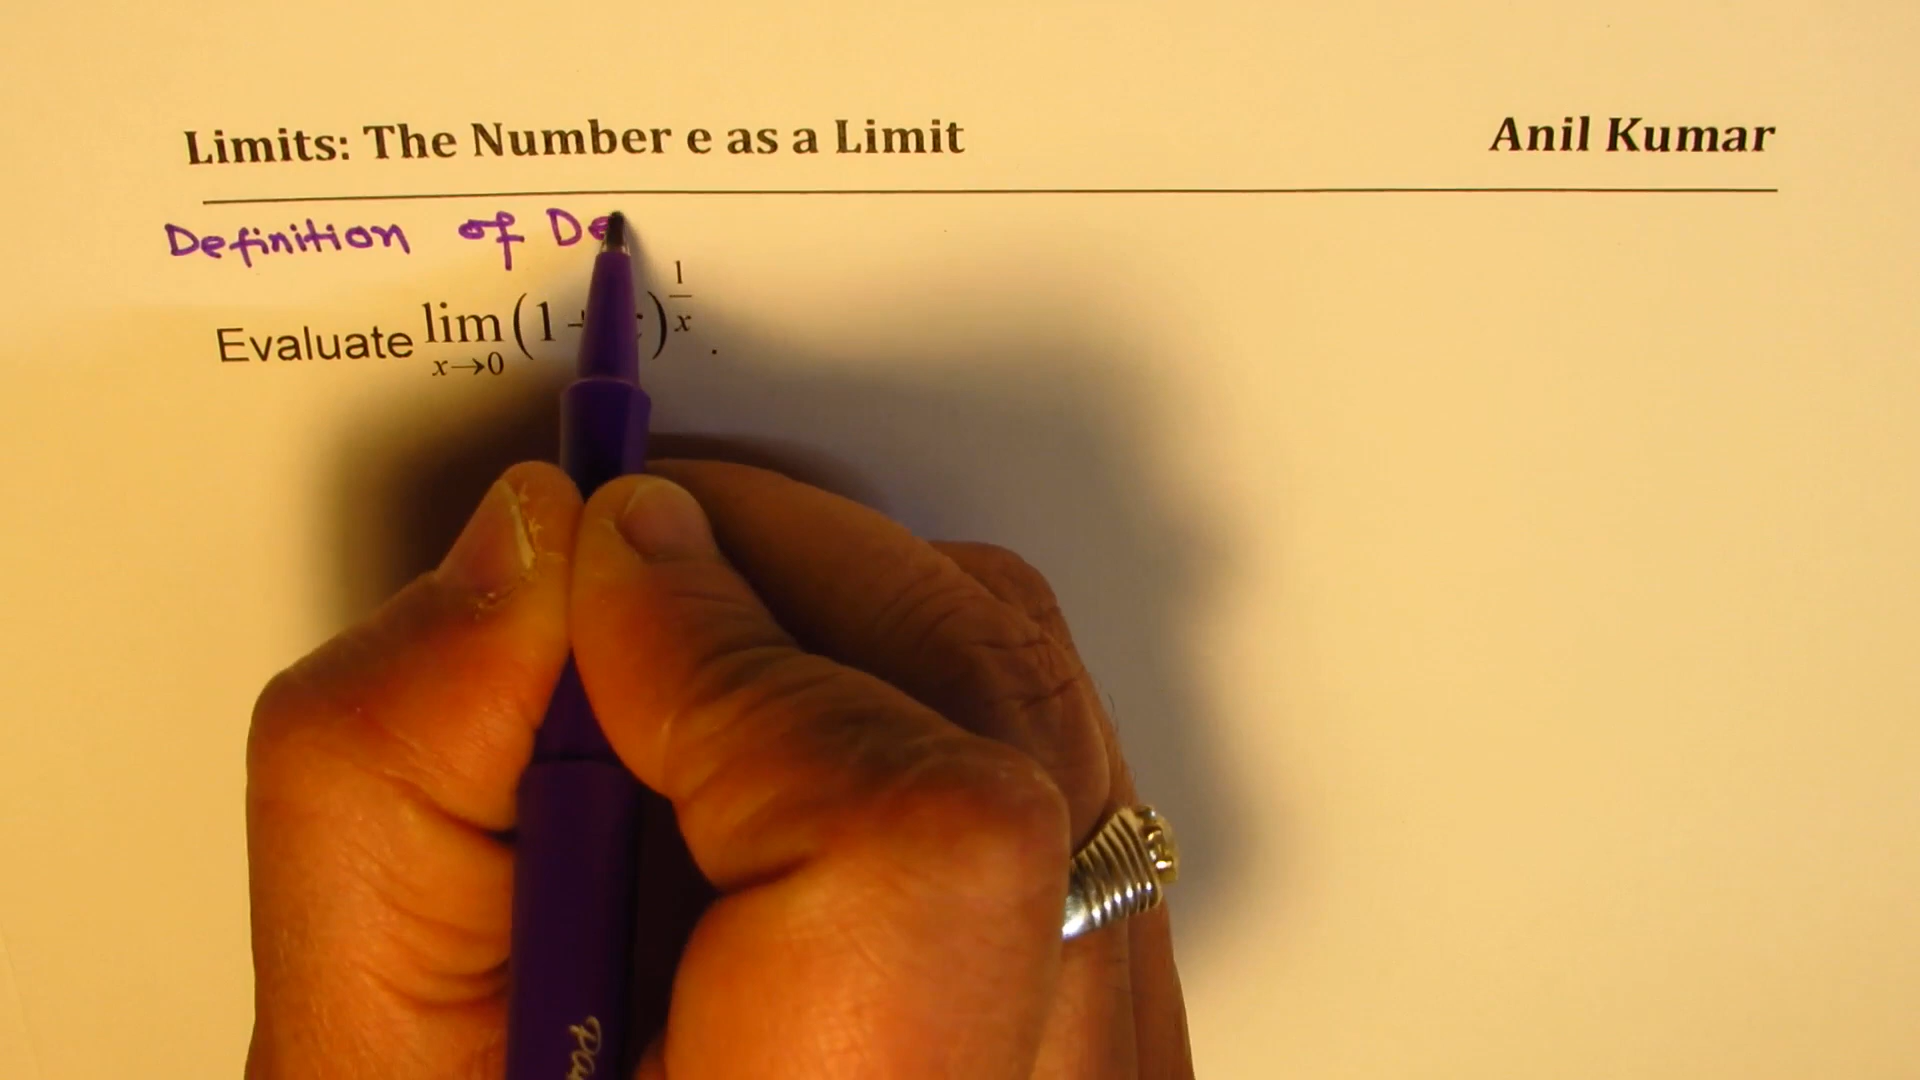 Limits: The Number e as a Limit Anil Kumar
Definition of De
Evaluate lim x→0 (1+ )^(1/x) .